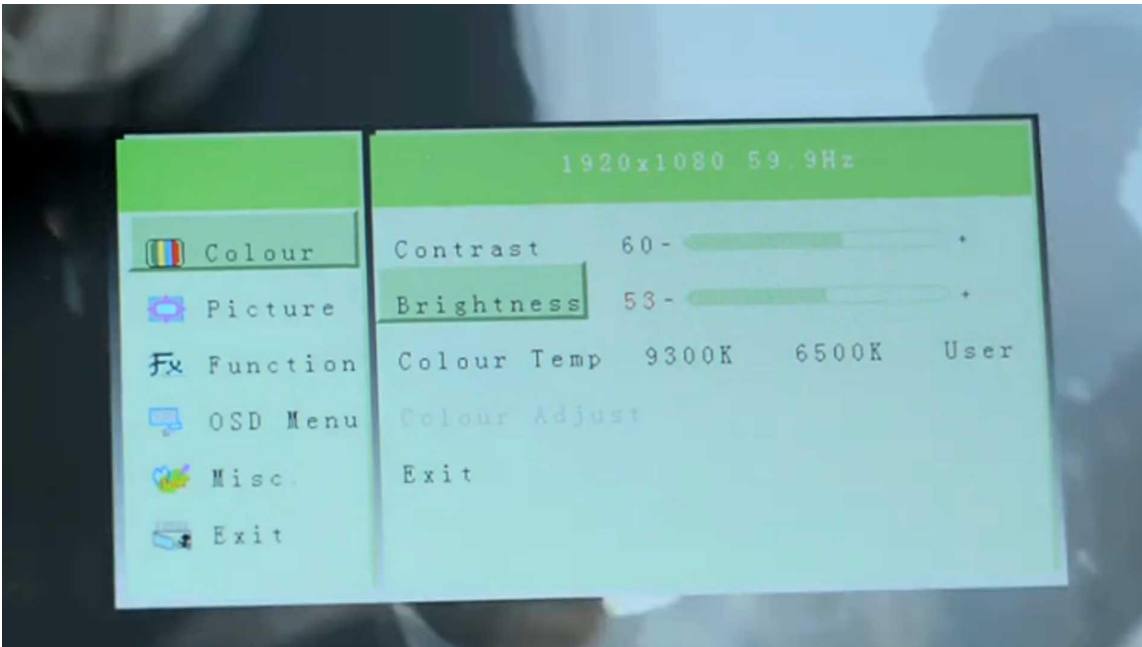 1920x1080 59.9Hz
Colour
Picture
Fx Function
OSD Menu
Misc.
Exit
Contrast 60- +
Brightness 53- +
Colour Temp 9300K 6500K User
Colour Adjust
Exit